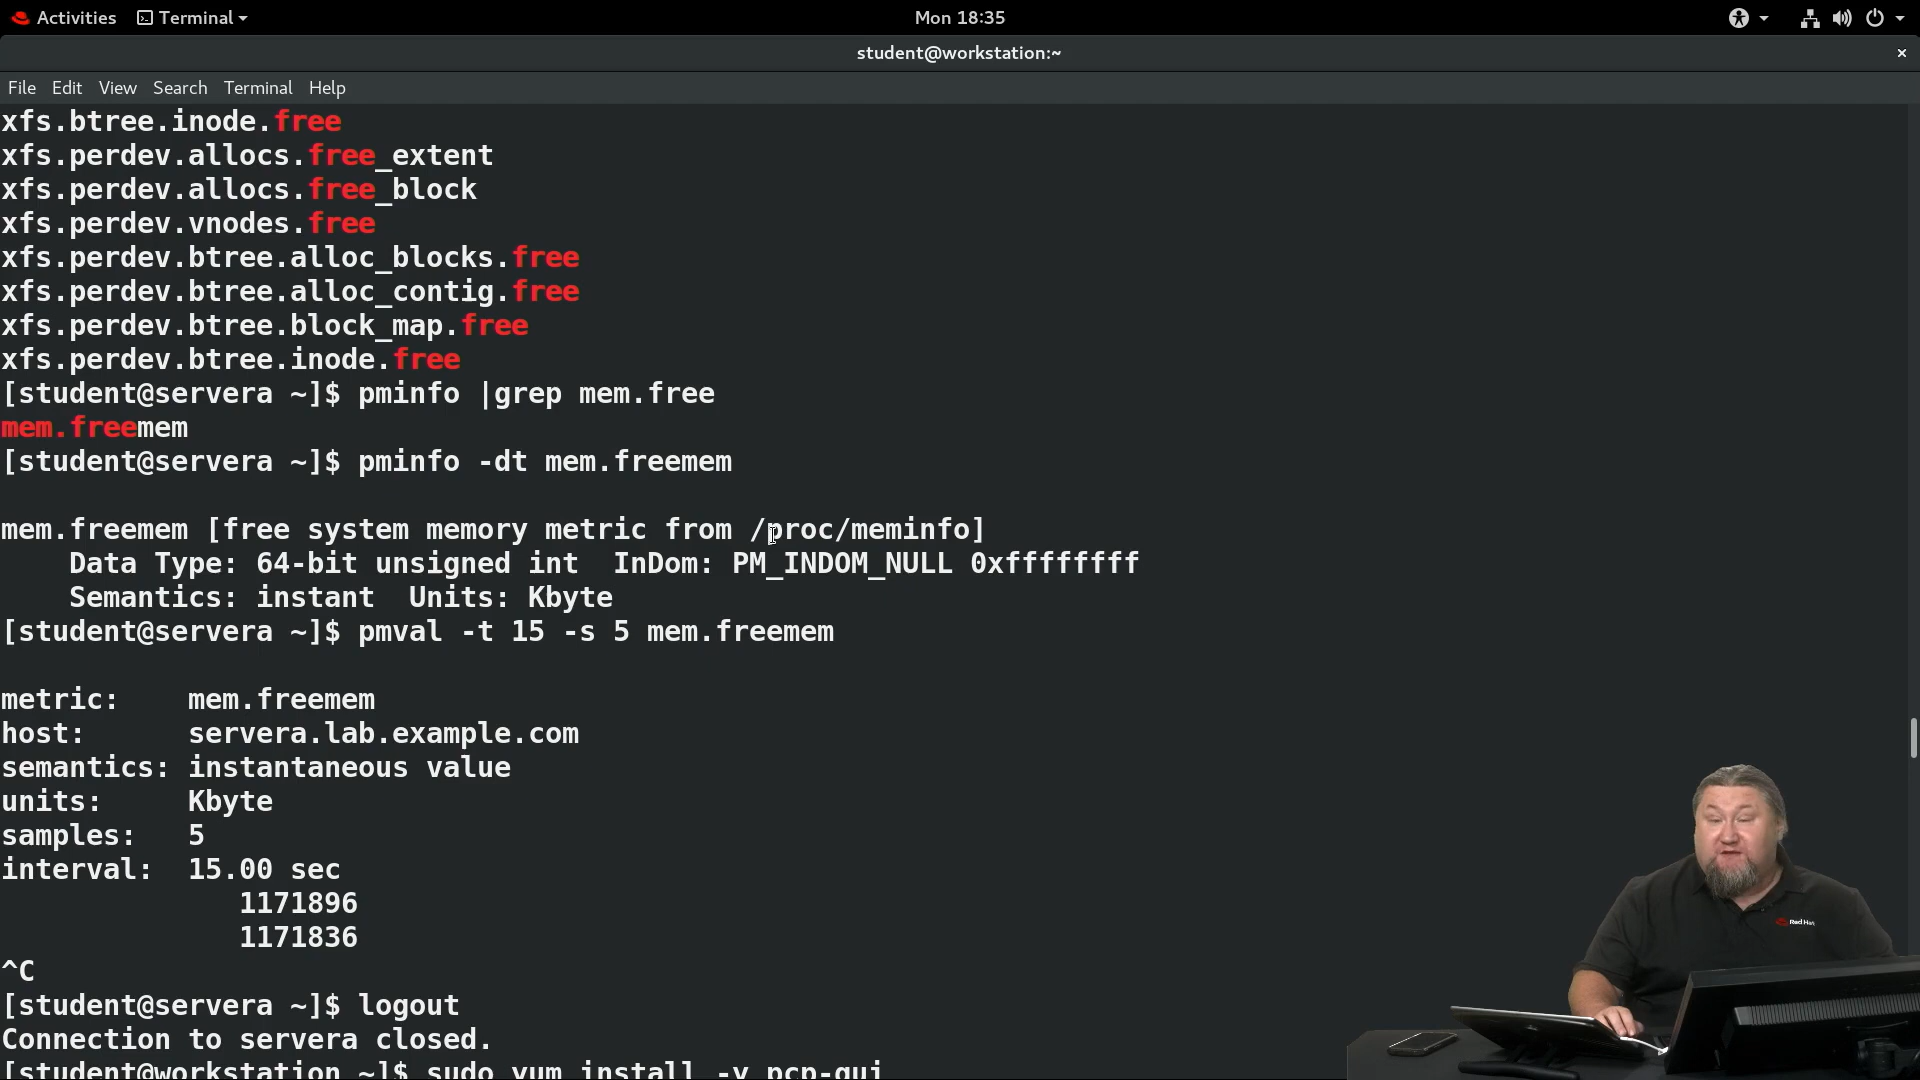 Activities Terminal Mon 18:35
student@workstation:~ ×
File Edit View Search Terminal Help
xfs.btree.inode.free
xfs.perdev.allocs.free_extent
xfs.perdev.allocs.free_block
xfs.perdev.vnodes.free
xfs.perdev.btree.alloc_blocks.free
xfs.perdev.btree.alloc_contig.free
xfs.perdev.btree.block_map.free
xfs.perdev.btree.inode.free
[student@servera ~]$ pminfo |grep mem.free
mem.freemem
[student@servera ~]$ pminfo -dt mem.freemem
mem.freemem [free system memory metric from /proc/meminfo]
Data Type: 64-bit unsigned int InDom: PM_INDOM_NULL 0xffffffff
Semantics: instant Units: Kbyte
[student@servera ~]$ pmval -t 15 -s 5 mem.freemem
metric: mem.freemem
host: servera.lab.example.com
semantics: instantaneous value
units: Kbyte
samples: 5
interval: 15.00 sec
1171896
1171836
^C
[student@servera ~]$ logout
Connection to servera closed.
[student@workstation ~]$ sudo yum install -y pcp-gui
Red Hat